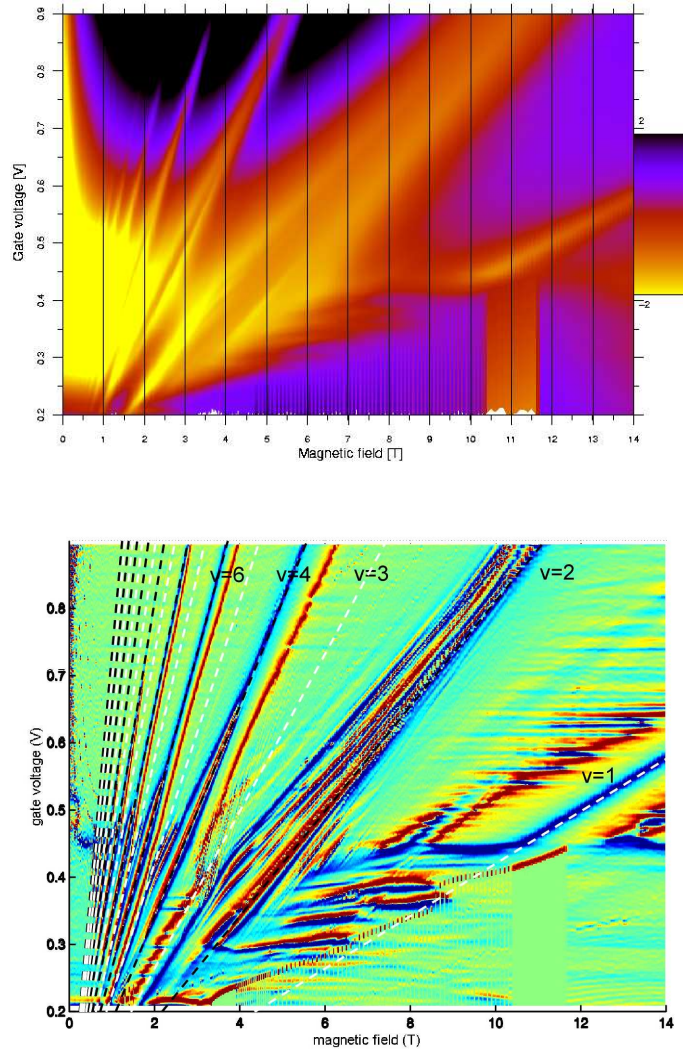 0.9
0.8
0.7
0.6
0.5
0.4
0.3
0.2
Gate voltage [V]
0 1 2 3 4 5 6 7 8 9 10 11 12 13 14
Magnetic field [T]
2
−2
ν=6 ν=4 ν=3 ν=2
ν=1
0.8
0.7
0.6
0.5
0.4
0.3
0.2
gate voltage (V)
0 2 4 6 8 10 12 14
magnetic field (T)